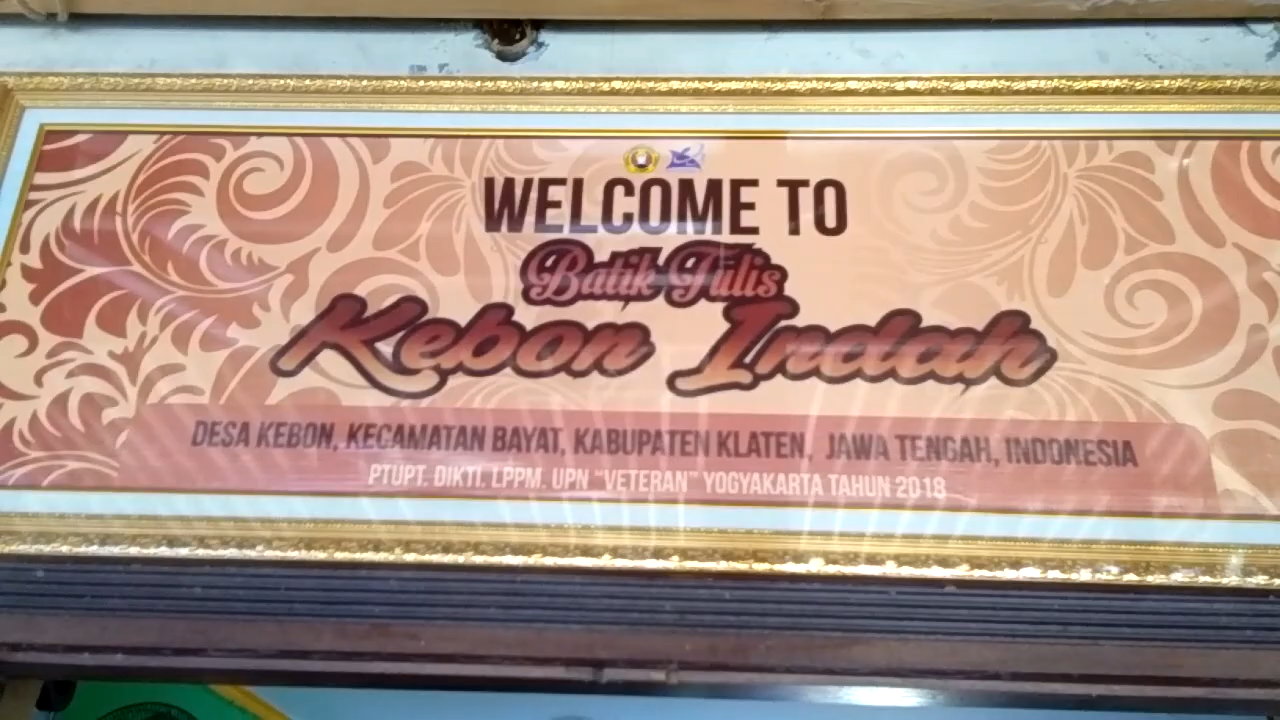 WELCOME TO
Batik Tulis
Kebon Indah
DESA KEBON, KECAMATAN BAYAT, KABUPATEN KLATEN, JAWA TENGAH, INDONESIA
PTUPT. DIKTI. LPPM. UPN "VETERAN" YOGYAKARTA TAHUN 2018